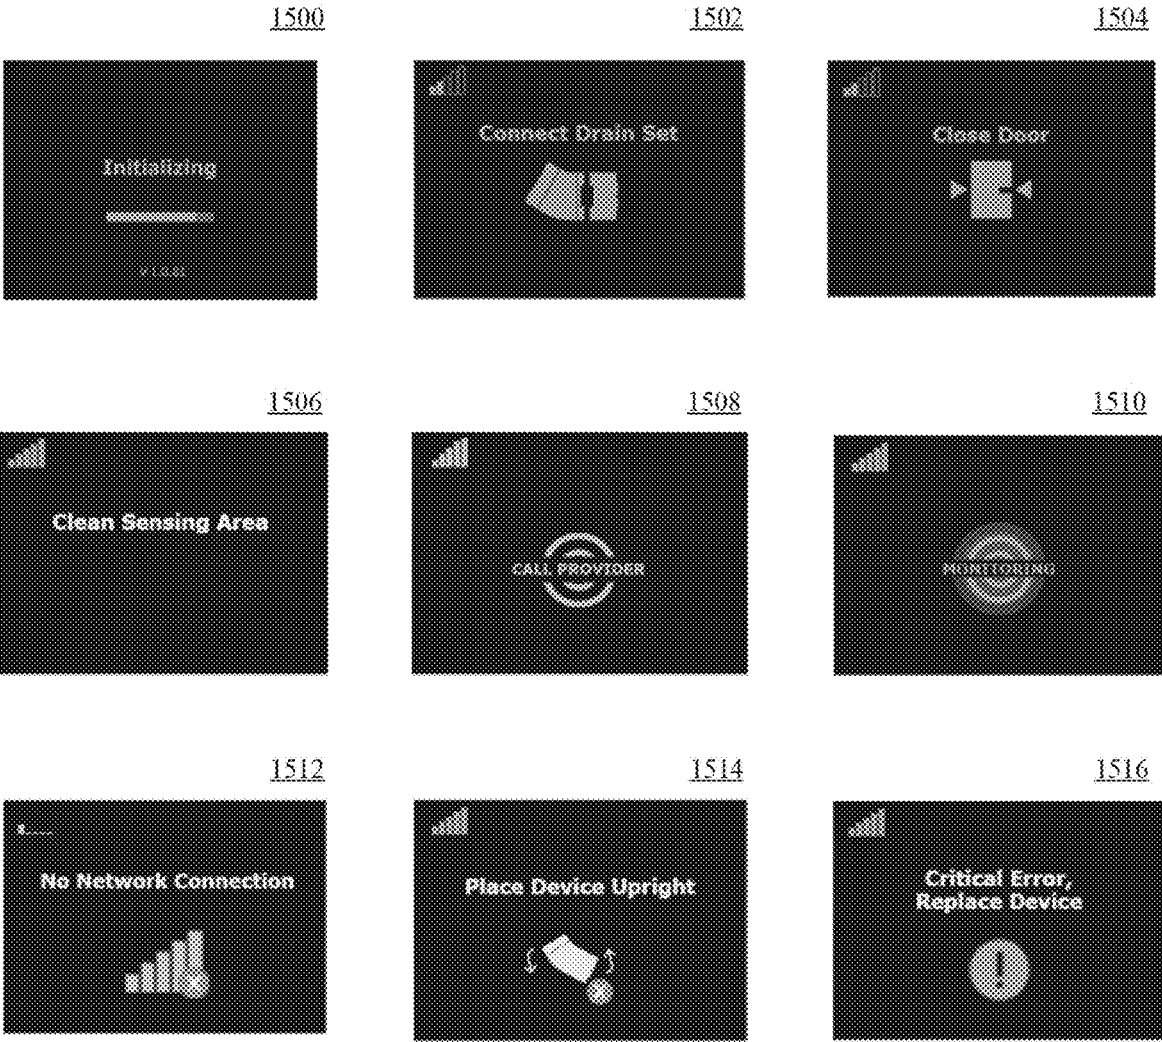 1500
1502
1504
Initializing
Connect Drain Set
Close Door
1506
1508
1510
Clean Sensing Area
CALL PROVIDER
MONITORING
1512
1514
1516
No Network Connection
Place Device Upright
Critical Error,
Replace Device